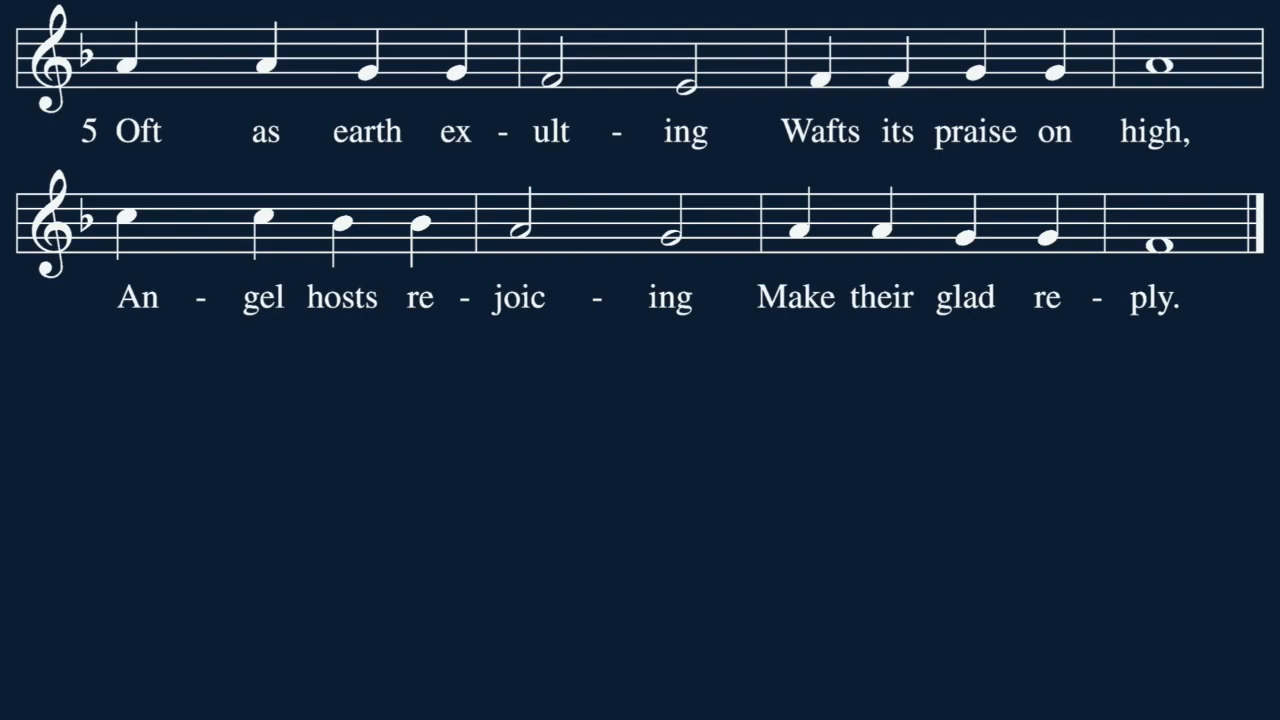 5 Oft as earth ex - ult - ing Wafts its praise on high,
An - gel hosts re - joic - ing Make their glad re - ply.